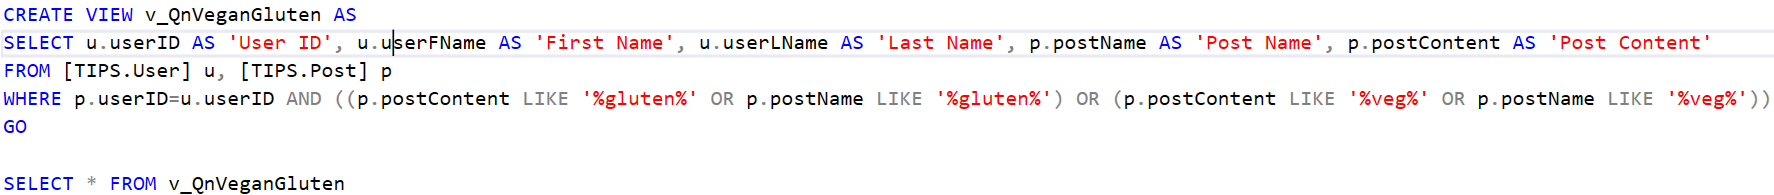 CREATE VIEW v_QnVeganGluten AS
SELECT u.userID AS 'User ID', u.userFName AS 'First Name', u.userLName AS 'Last Name', p.postName AS 'Post Name', p.postContent AS 'Post Content'
FROM [TIPS.User] u, [TIPS.Post] p
WHERE p.userID=u.userID AND ((p.postContent LIKE '%gluten%' OR p.postName LIKE '%gluten%') OR (p.postContent LIKE '%veg%' OR p.postName LIKE '%veg%'))
GO
SELECT * FROM v_QnVeganGluten